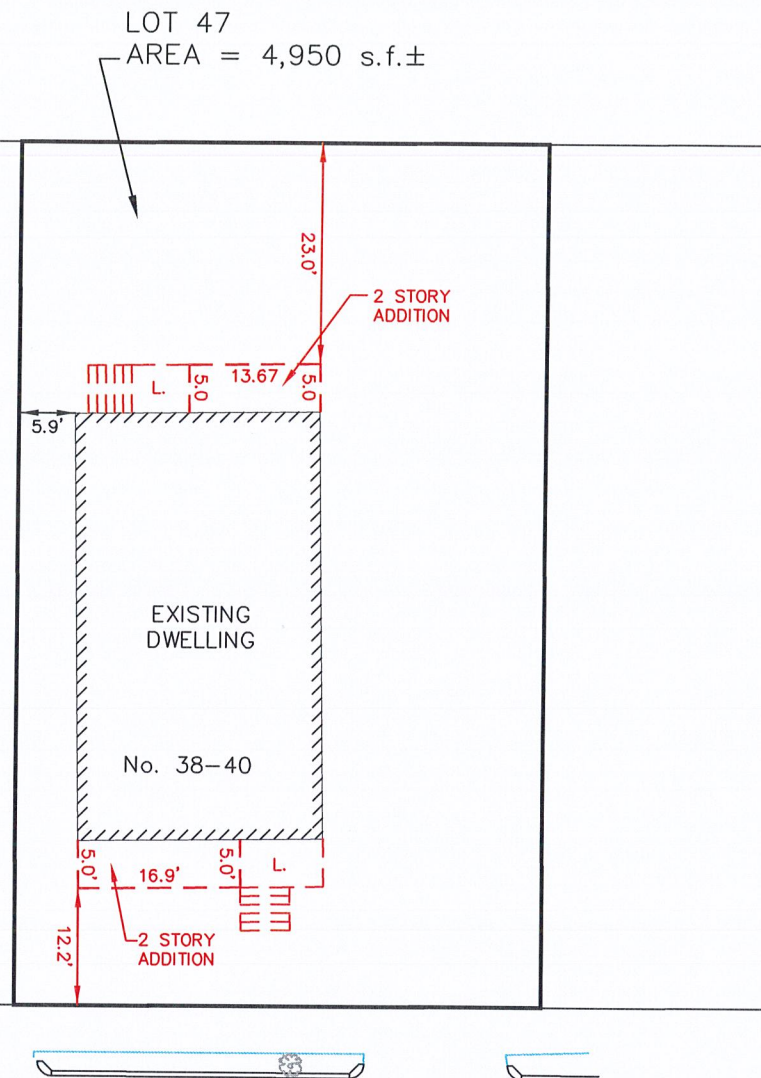 LOT 47
AREA = 4,950 s.f.±
23.0'
2 STORY
ADDITION
L.
5.0
13.67
5.0
5.9'
EXISTING
DWELLING
No. 38-40
5.0'
16.9'
5.0'
L.
12.2'
2 STORY
ADDITION